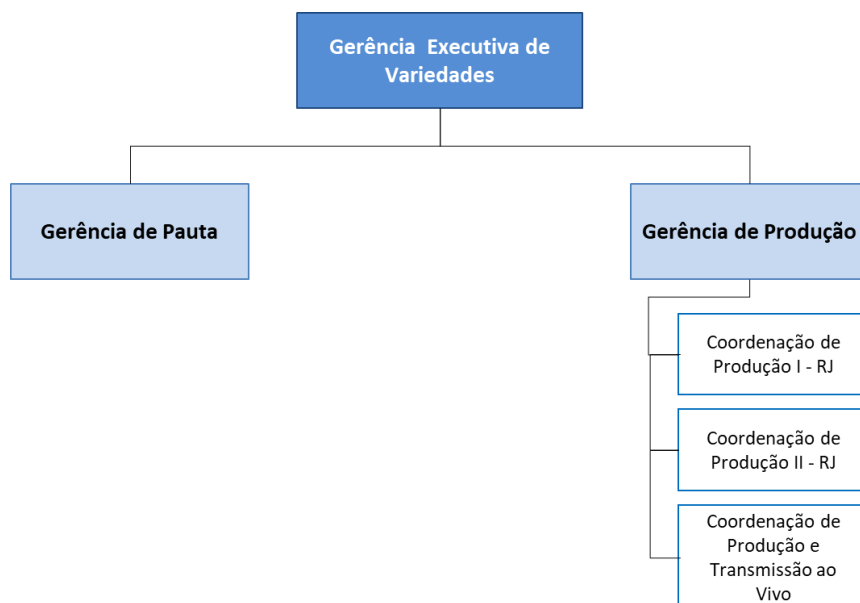 Gerência  Executiva de
Variedades
Gerência de Pauta
Gerência de Produção
Coordenação de
Produção I - RJ
Coordenação de
Produção II - RJ
Coordenação de
Produção e
Transmissão ao
Vivo